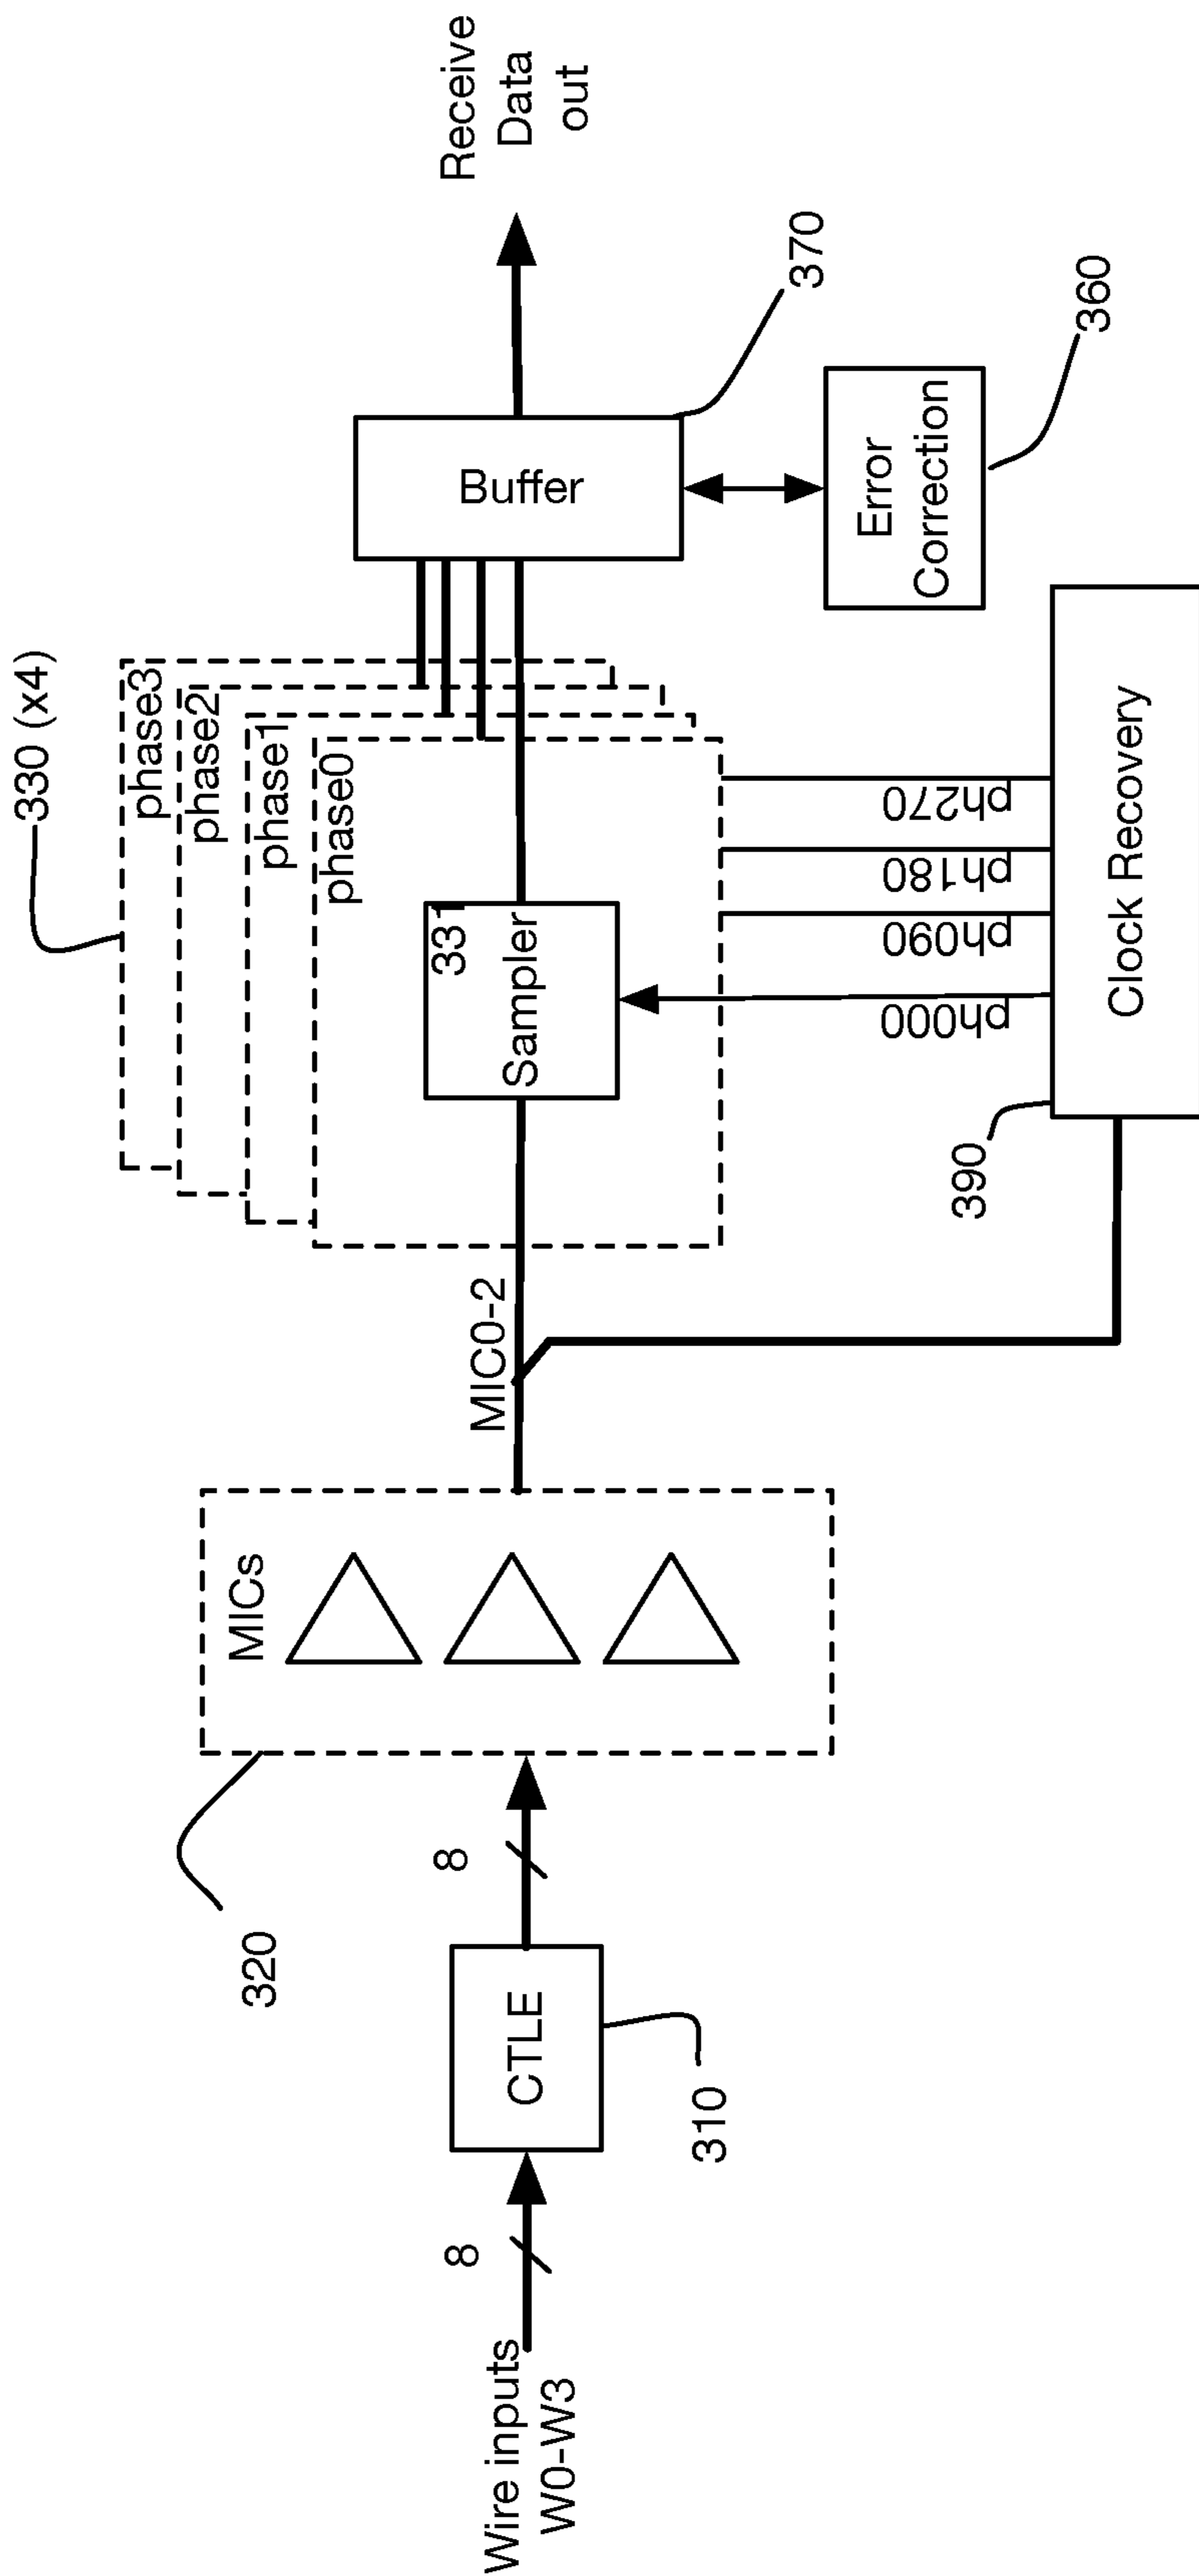 330 (x4)
phase3
phase2
phase1
phase0
Wire inputs
W0-W3
8
CTLE
310
8
320
MICs
MIC0-2
331
Sampler
Buffer
Receive
Data
out
370
Error
Correction
360
ph000
ph090
ph180
ph270
390
Clock Recovery